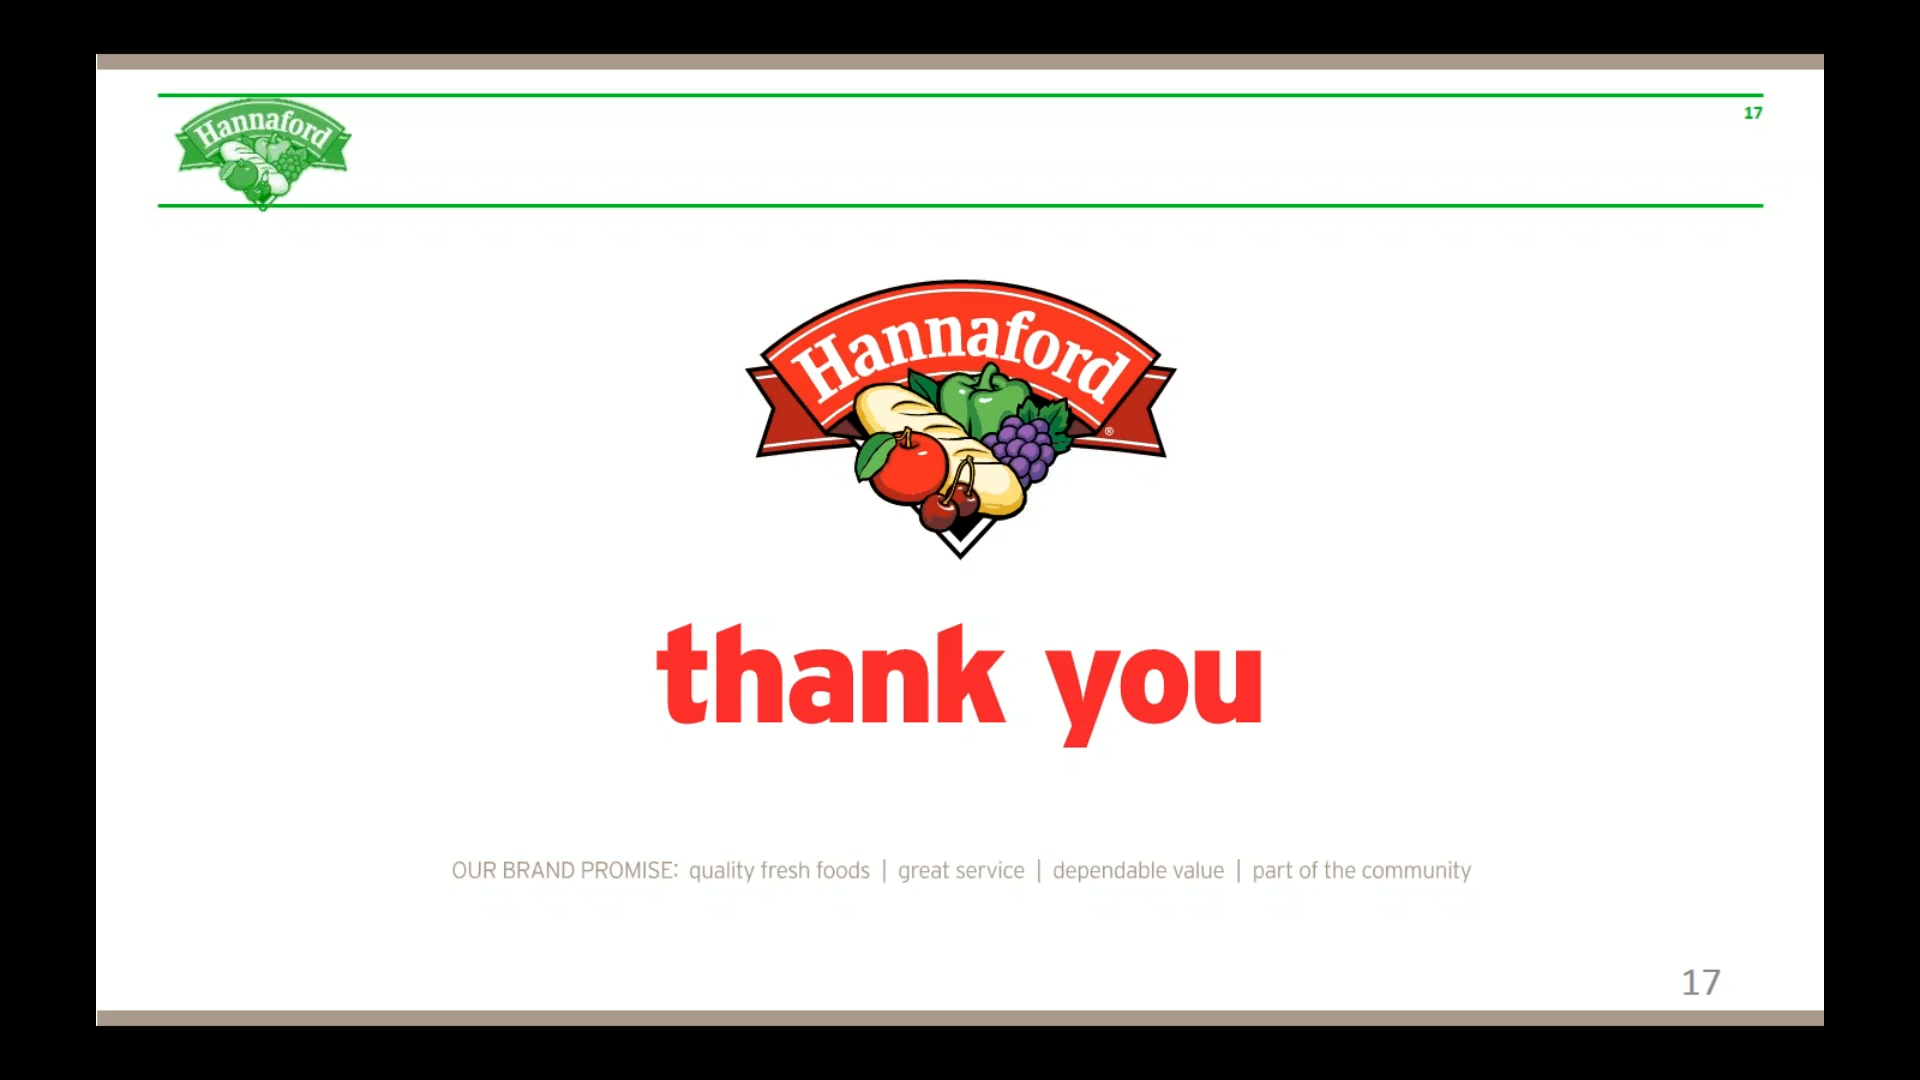 Hannaford
17
Hannaford
®
thank you
OUR BRAND PROMISE: quality fresh foods | great service | dependable value | part of the community
17